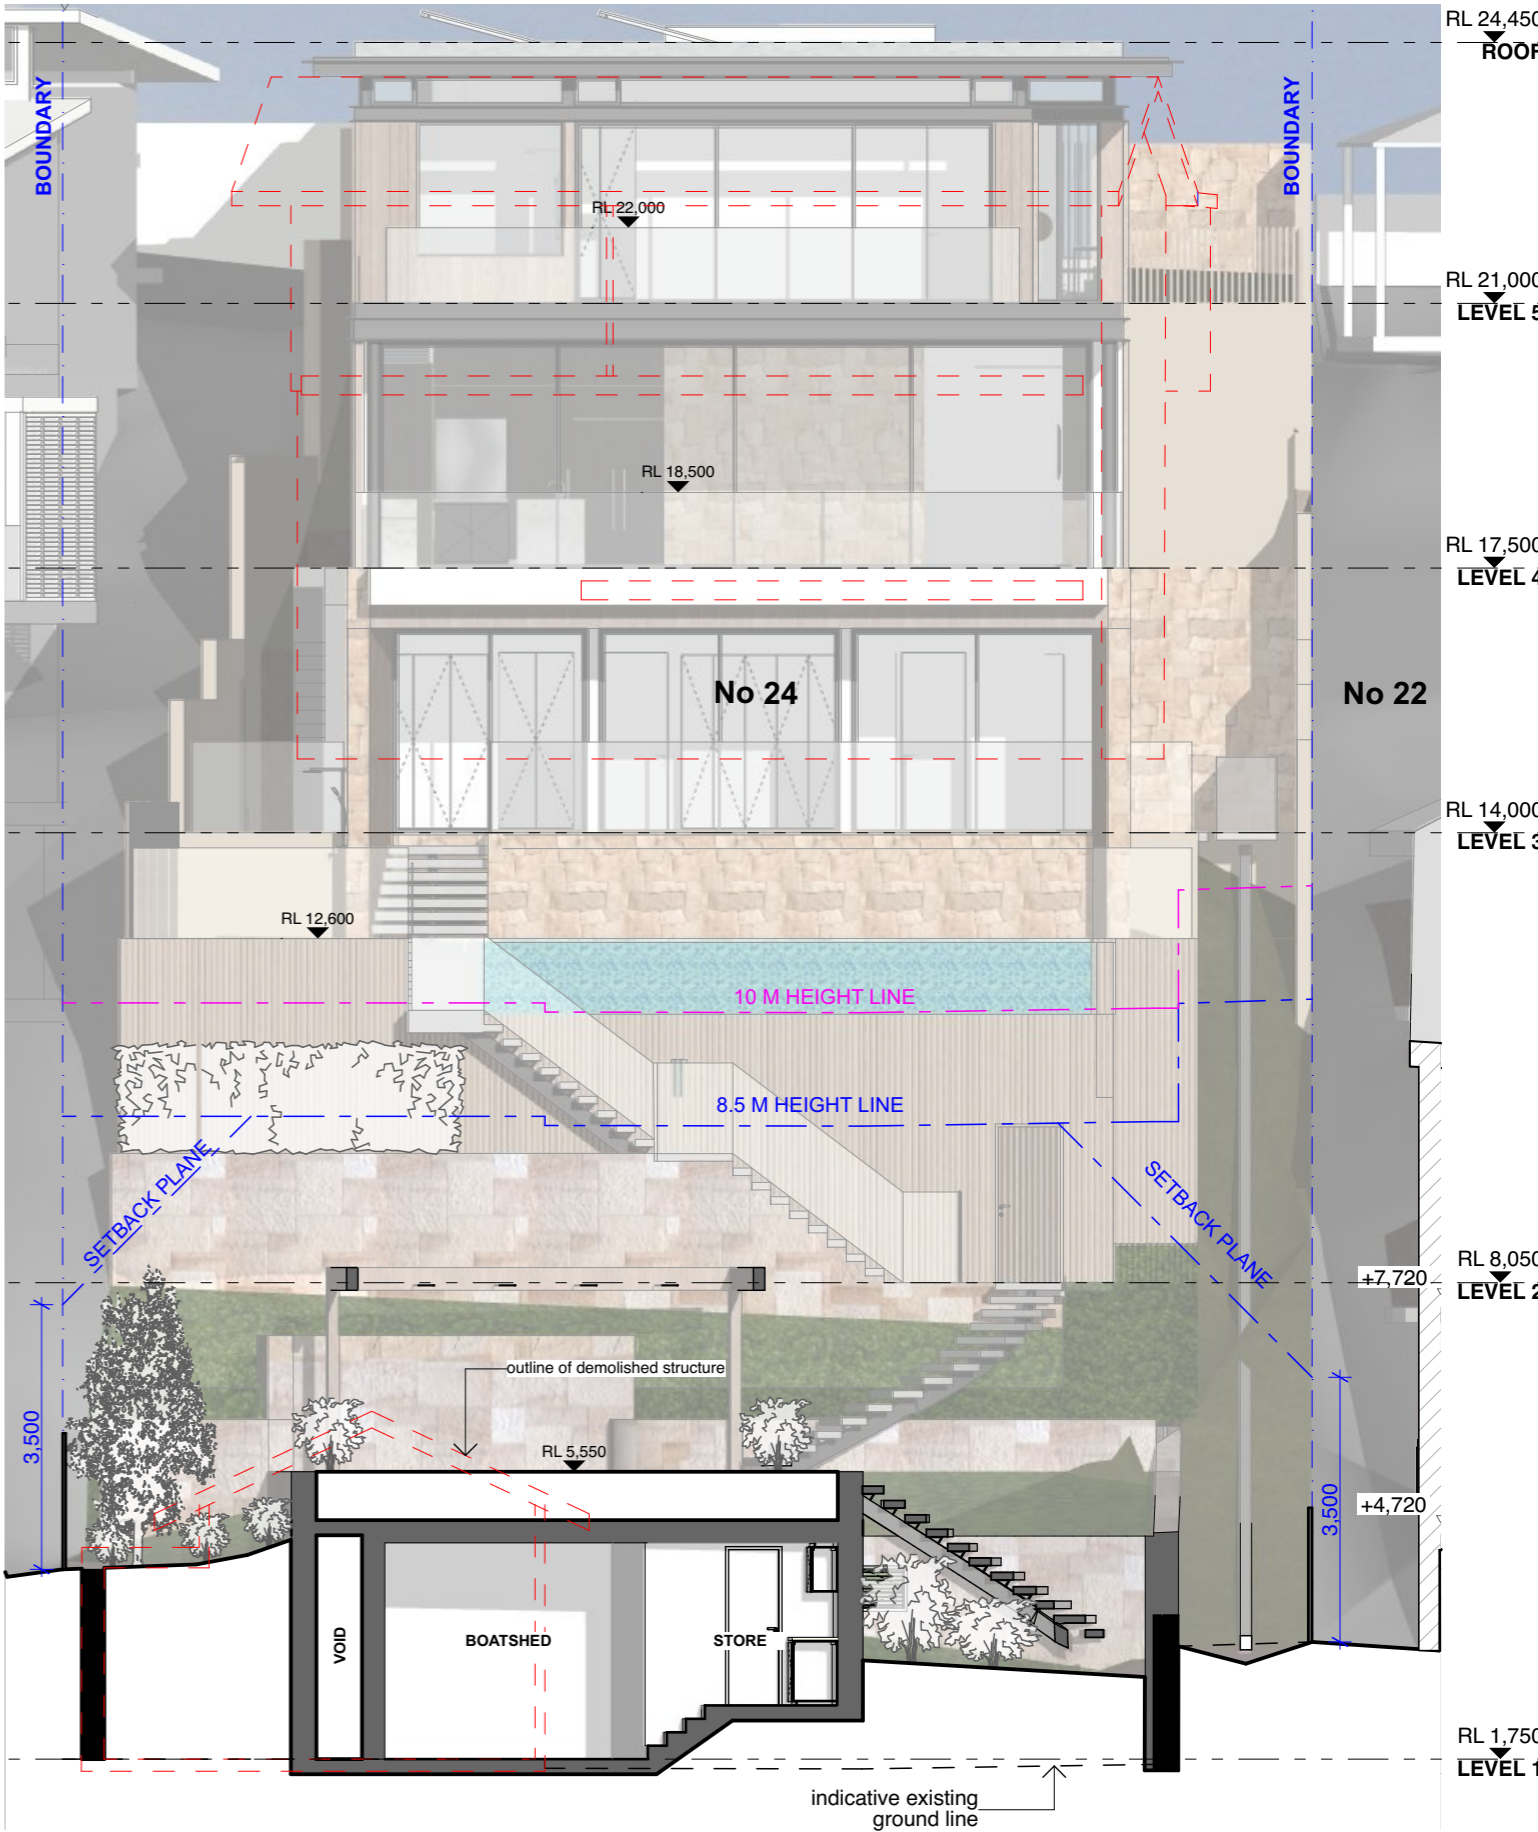 RL 24,450
ROOF
BOUNDARY
BOUNDARY
RL 22,000
RL 21,000
LEVEL 5
RL 18,500
RL 17,500
LEVEL 4
No 24
No 22
RL 14,000
LEVEL 3
RL 12,600
10 M HEIGHT LINE
8.5 M HEIGHT LINE
SETBACK PLANE
SETBACK PLANE
RL 8,050
+7,720
LEVEL 2
outline of demolished structure
3,500
RL 5,550
3,500
+4,720
VOID
BOATSHED
STORE
RL 1,750
LEVEL 1
indicative existing
ground line